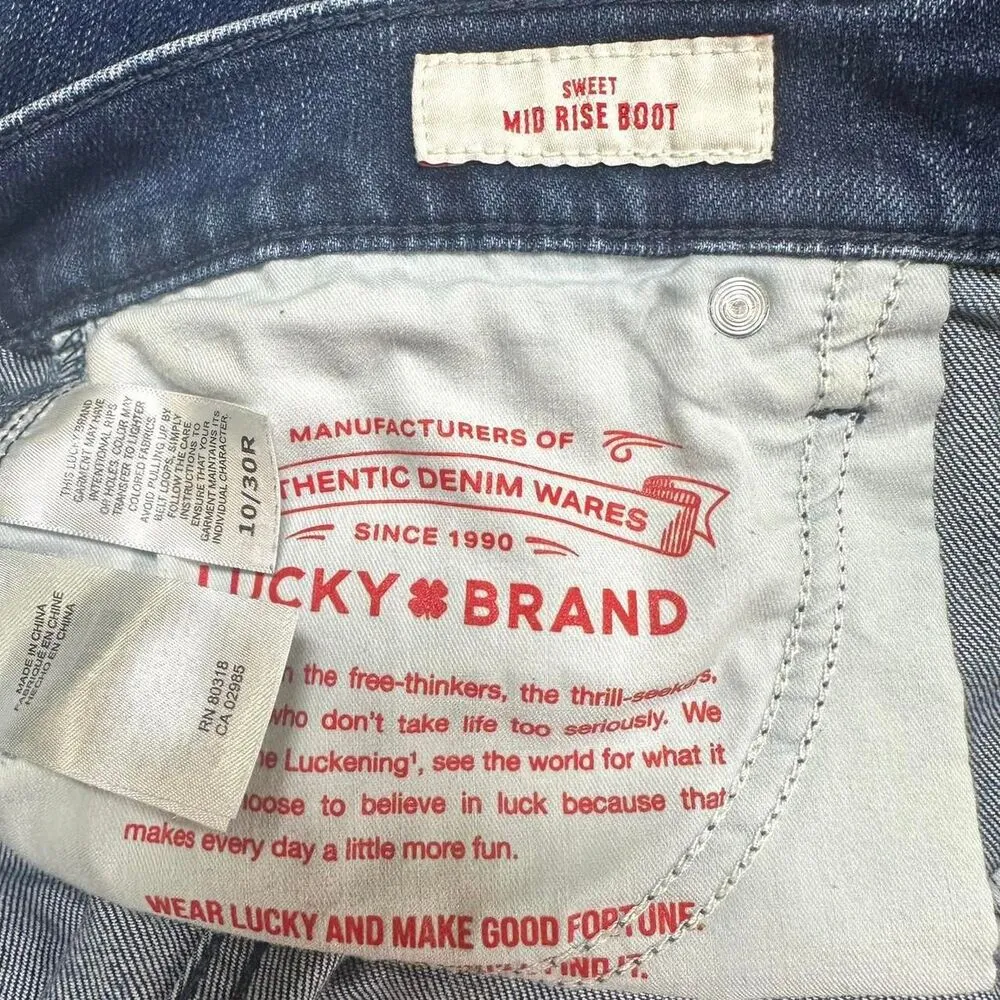 SWEET
MID RISE BOOT
THIS LUCKY BRAND
GARMENT MAY HAVE
INTENTIONAL RIPS
OR HOLES. COLOR MAY
TRANSFER TO LIGHTER
COLORED FABRICS.
AVOID PULLING UP BY
BELT LOOPS, SIMPLY
FOLLOW THE CARE
INSTRUCTIONS TO
ENSURE THAT YOUR
GARMENT MAINTAINS ITS
INDIVIDUAL CHARACTER.
10/30R
MADE IN CHINA
FABRIQUÉ EN CHINE
HECHO EN CHINA
RN 80318
CA 02985
MANUFACTURERS OF
THENTIC DENIM WARES
SINCE 1990
LUCKY BRAND
the free-thinkers, the thrill-seekers,
who don't take life too seriously. We
Luckening¹, see the world for what it
oose to believe in luck because that
makes every day a little more fun.
WEAR LUCKY AND MAKE GOOD FORTUNE
FIND IT.